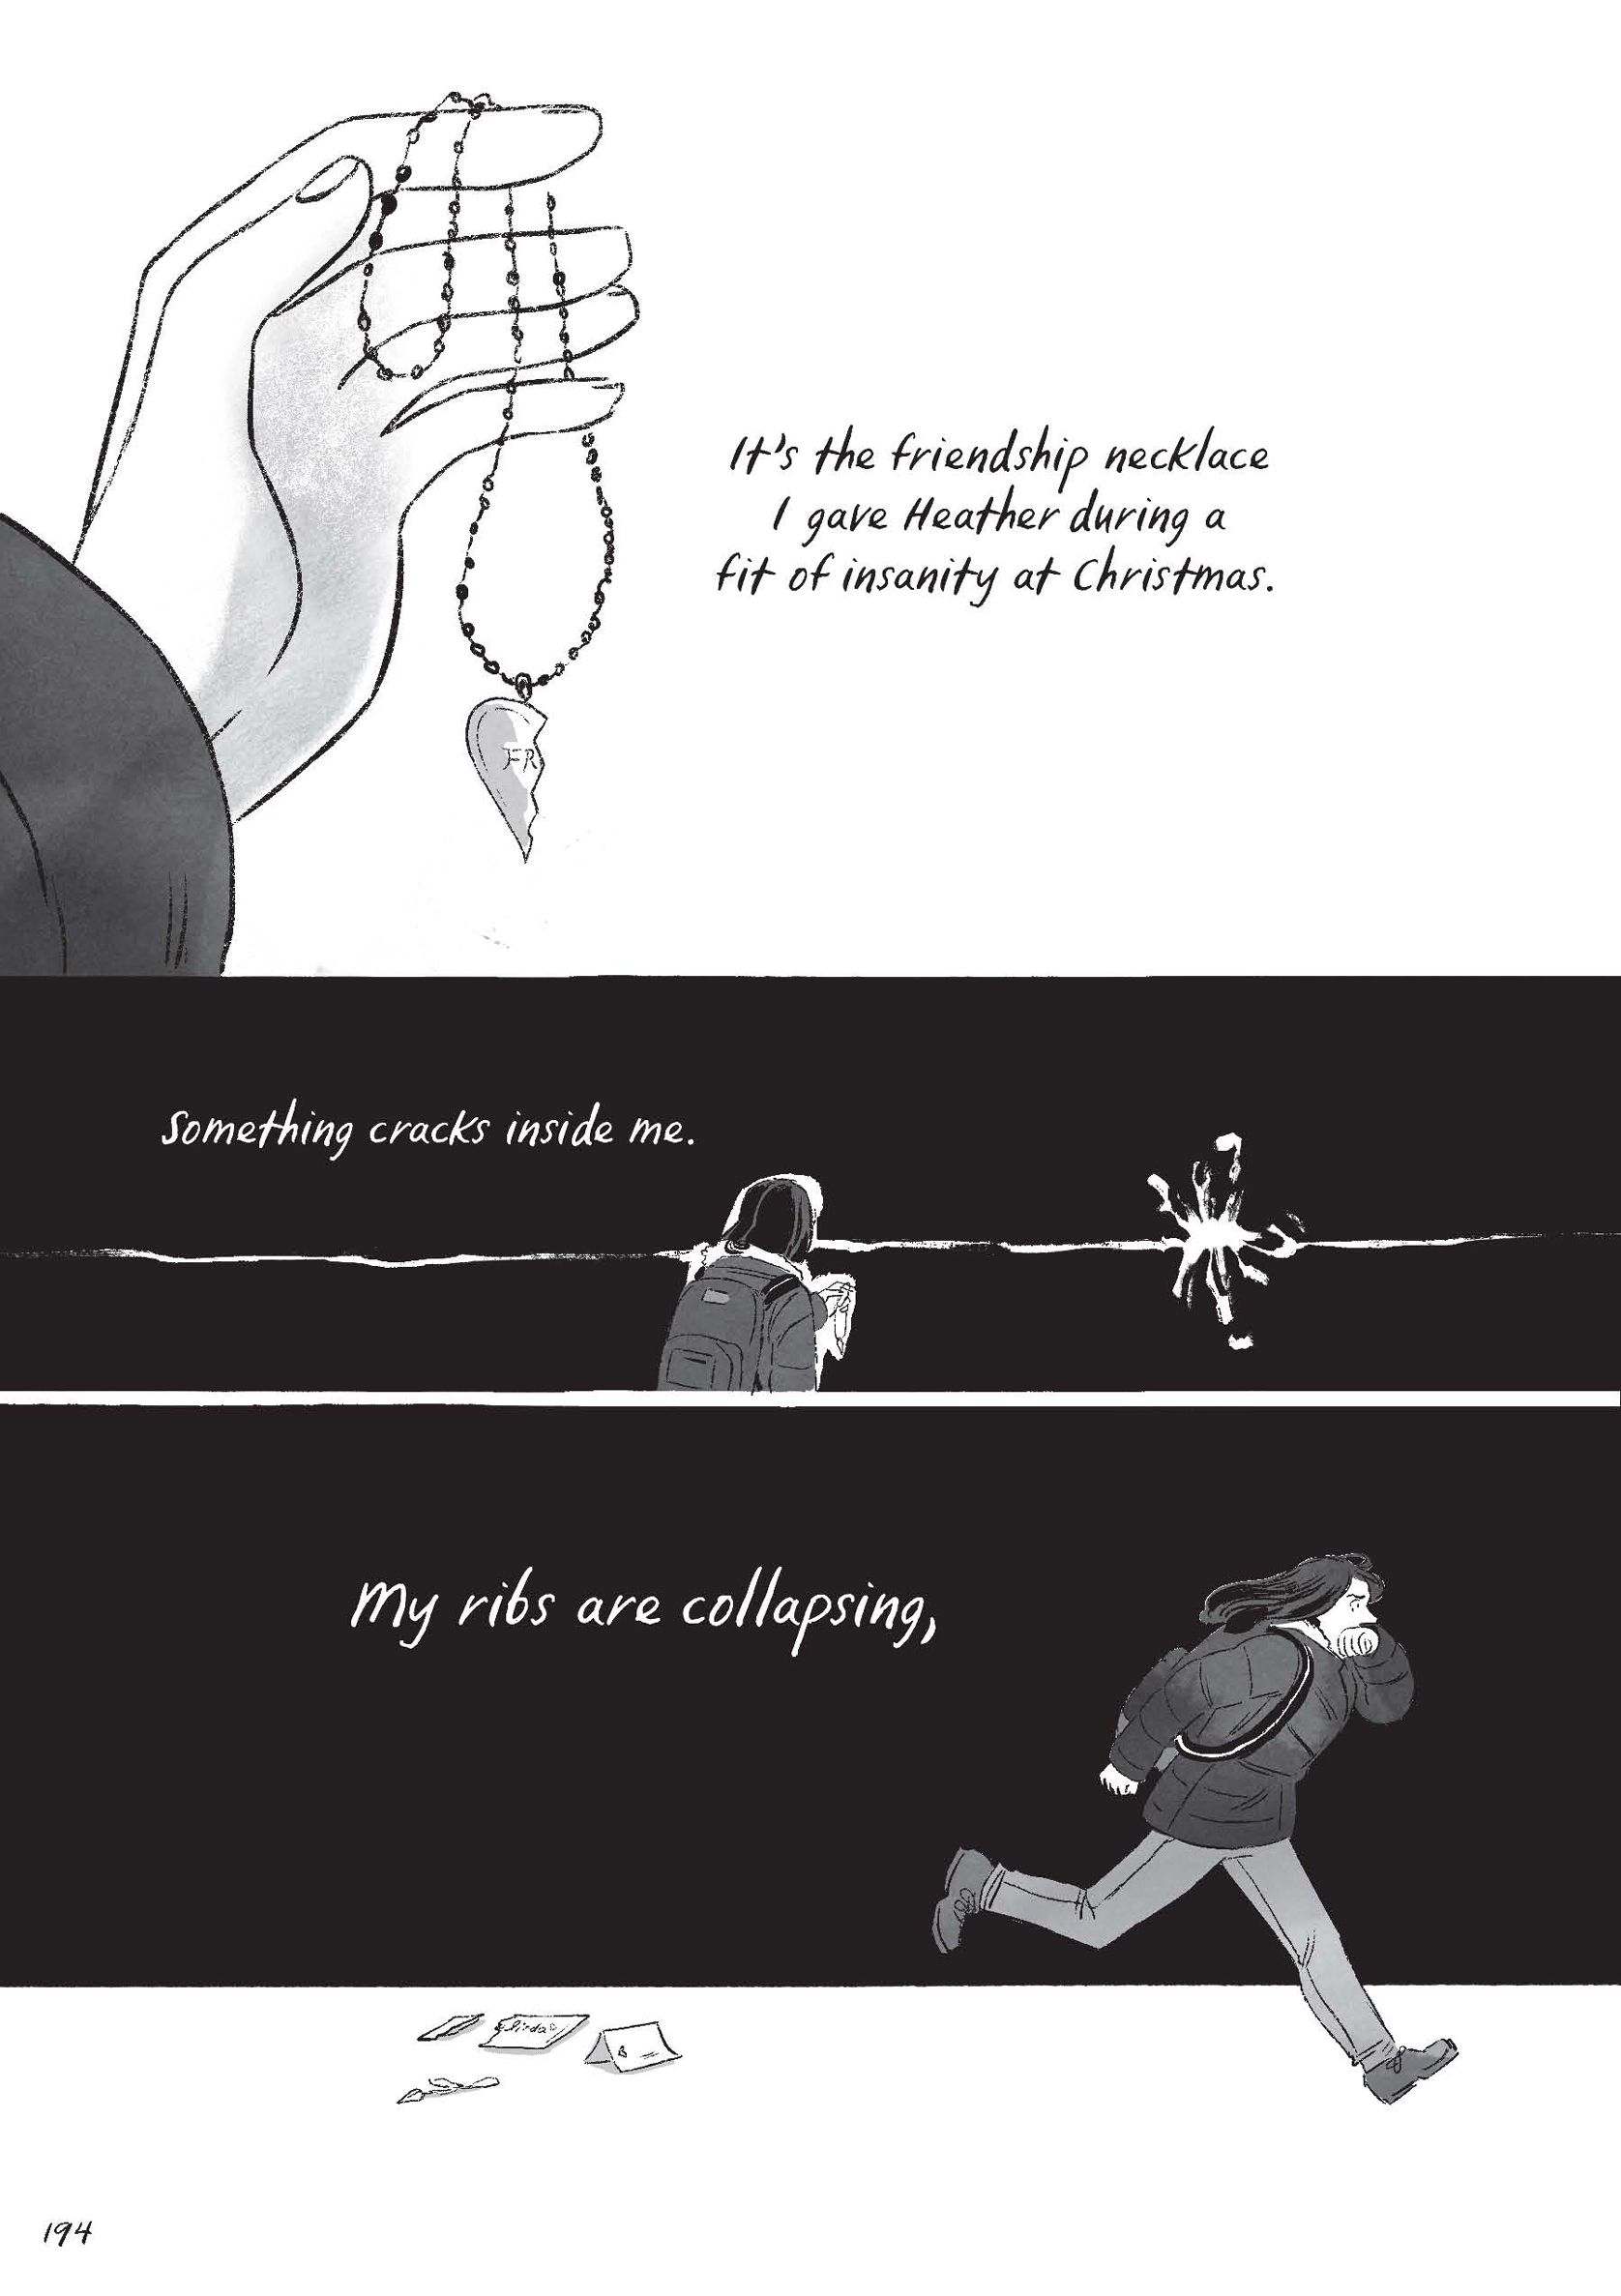 It's the friendship necklace
I gave Heather during a
fit of insanity at Christmas.
FR
Something cracks inside me.
My ribs are collapsing,
194